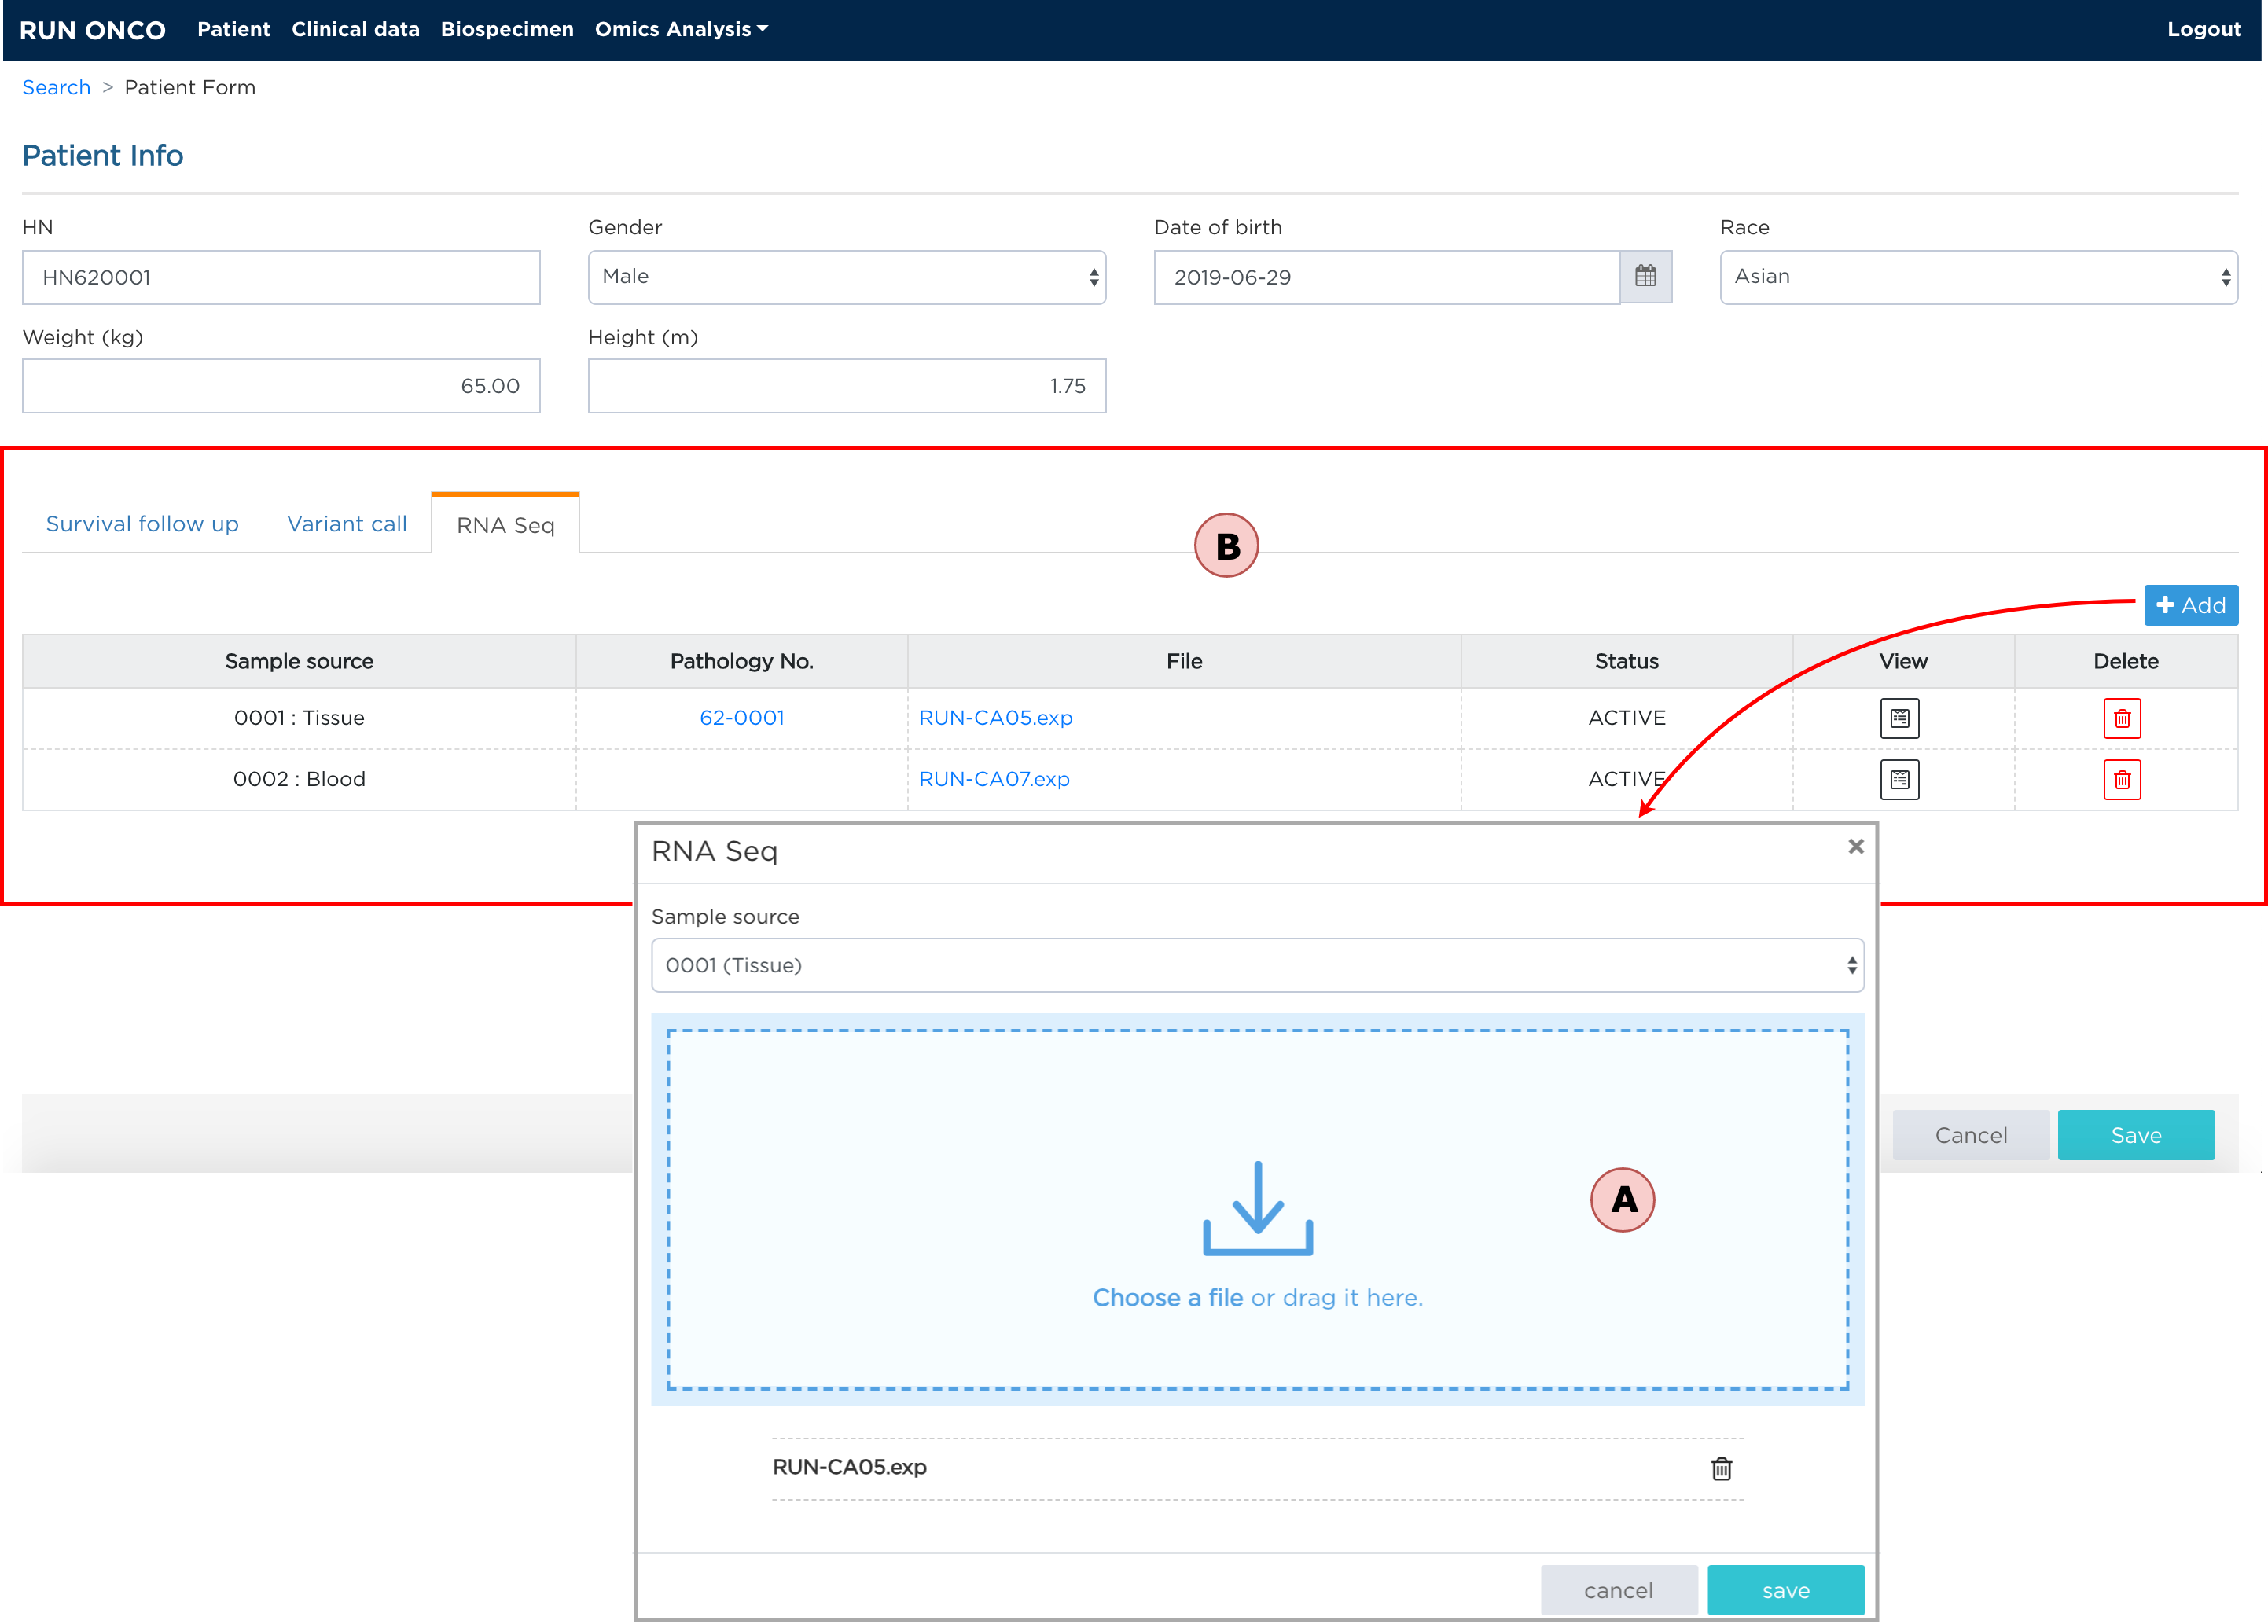 RUN ONCO Patient Clinical data Biospecimen Omics Analysis Logout
Search > Patient Form
Patient Info
HN Gender Date of birth Race
HN620001 Male 2019-06-29 Asian
Weight (kg) Height (m)
65.00 1.75
Survival follow up Variant call RNA Seq
B
+ Add
Sample source Pathology No. File Status View Delete
0001 : Tissue 62-0001 RUN-CA05.exp ACTIVE
0002 : Blood RUN-CA07.exp ACTIVE
RNA Seq ×
Sample source
0001 (Tissue)
Cancel Save
A
Choose a file or drag it here.
RUN-CA05.exp
cancel save